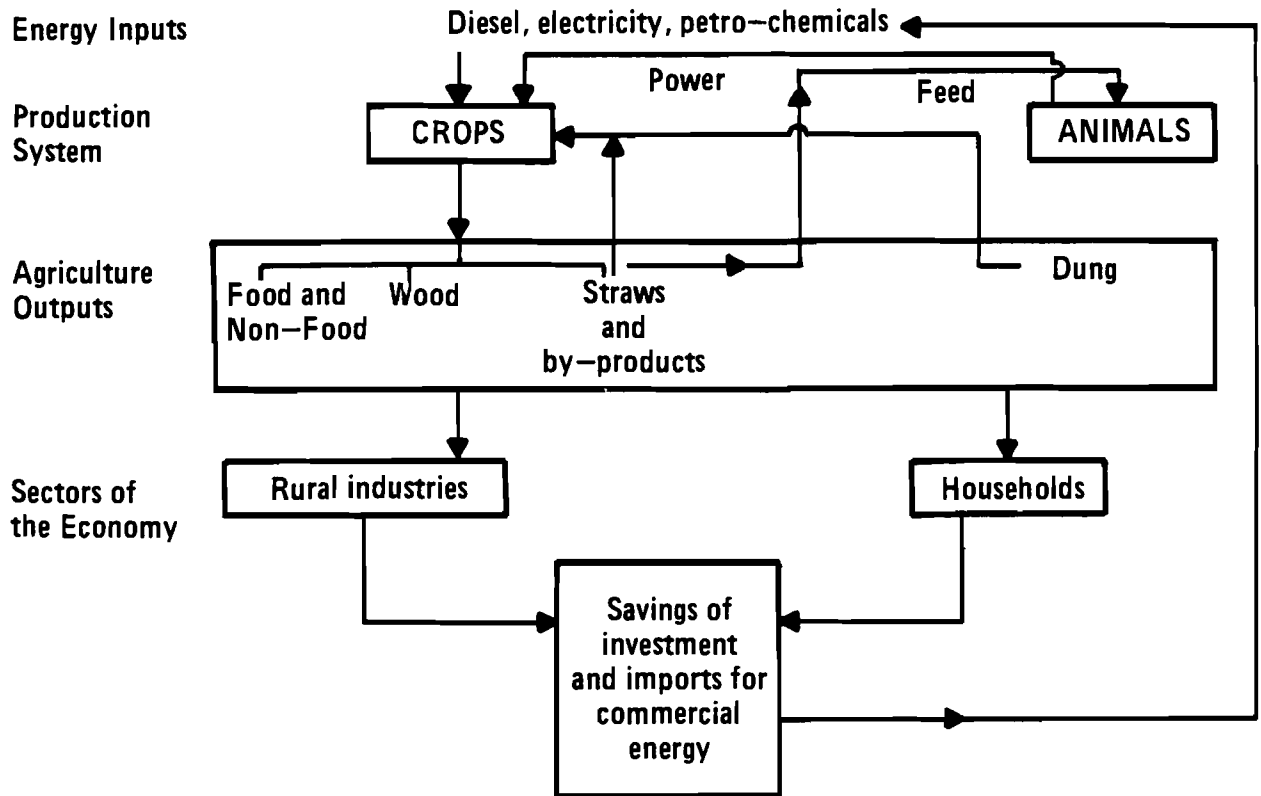 Energy Inputs
Diesel, electricity, petro–chemicals
Power
Feed
Production
System
CROPS
ANIMALS
Agriculture
Outputs
Food and
Non–Food
Wood
Straws
and
by–products
Dung
Sectors of
the Economy
Rural industries
Households
Savings of
investment
and imports for
commercial
energy